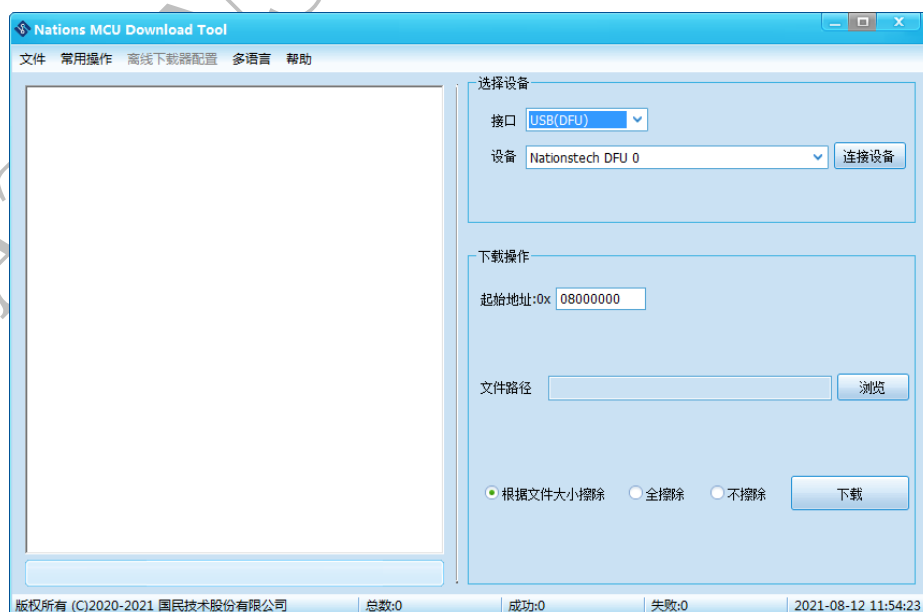 Nations MCU Download Tool
文件 常用操作 离线下载器配置 多语言 帮助
选择设备
接口 USB(DFU)
设备 Nationstech DFU 0 连接设备
下载操作
起始地址:0x 08000000
文件路径 浏览
根据文件大小擦除 全擦除 不擦除 下载
版权所有 (C)2020-2021 国民技术股份有限公司 总数:0 成功:0 失败:0 2021-08-12 11:54:23